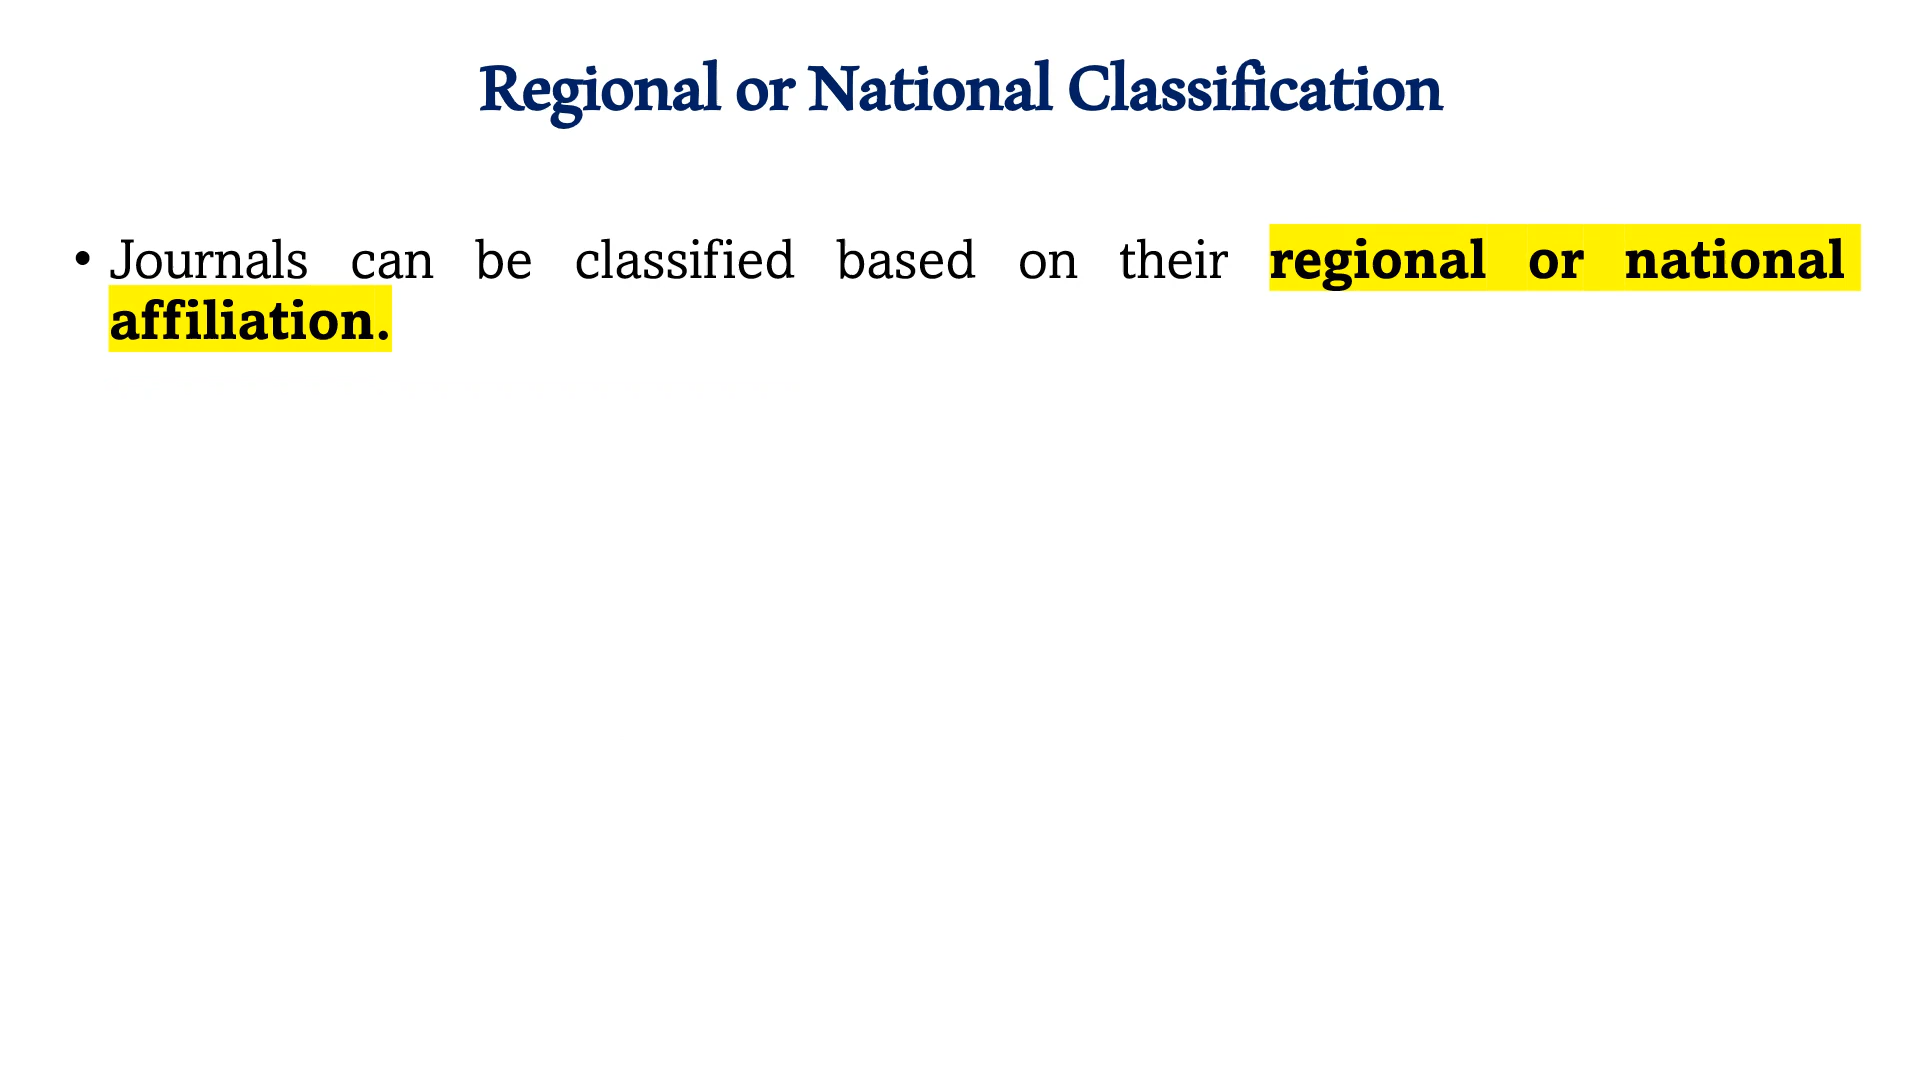 Regional or National Classification
• Journals can be classified based on their regional or national
affiliation.